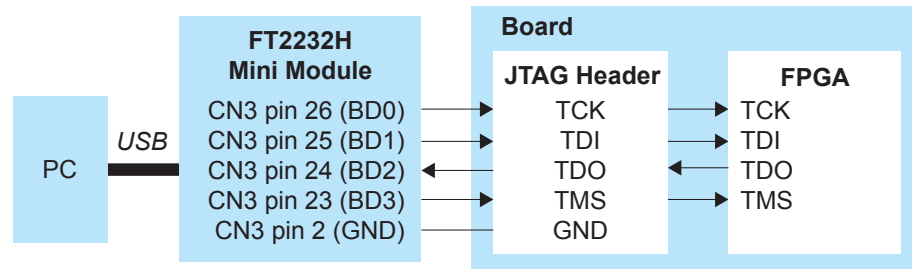 PC
USB
FT2232H
Mini Module
CN3 pin 26 (BD0)
CN3 pin 25 (BD1)
CN3 pin 24 (BD2)
CN3 pin 23 (BD3)
CN3 pin 2 (GND)
Board
JTAG Header
TCK
TDI
TDO
TMS
GND
FPGA
TCK
TDI
TDO
TMS